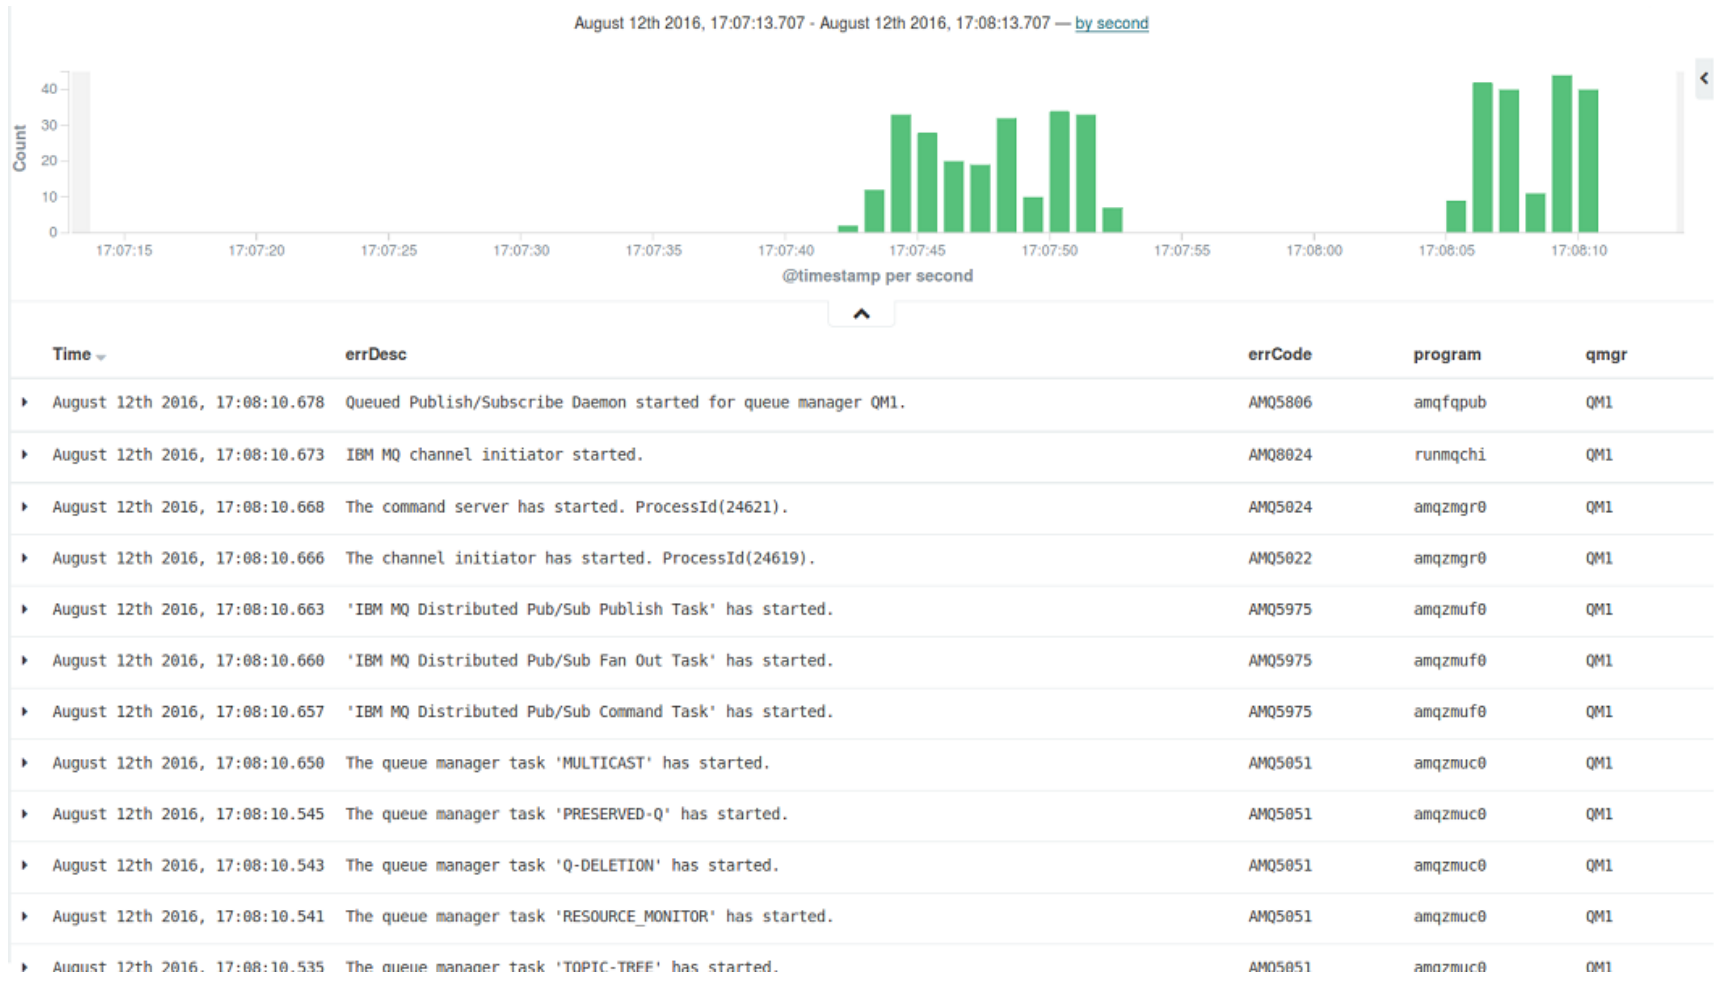 August 12th 2016, 17:07:13.707 - August 12th 2016, 17:08:13.707 — by second
Count
40
30
20
10
0
17:07:15 17:07:20 17:07:25 17:07:30 17:07:35 17:07:40 17:07:45 17:07:50 17:07:55 17:08:00 17:08:05 17:08:10
@timestamp per second
Time errDesc errCode program qmgr
August 12th 2016, 17:08:10.678 Queued Publish/Subscribe Daemon started for queue manager QM1. AMQ5806 amqfqpub QM1
August 12th 2016, 17:08:10.673 IBM MQ channel initiator started. AMQ8024 runmqchi QM1
August 12th 2016, 17:08:10.668 The command server has started. ProcessId(24621). AMQ5024 amqzmgr0 QM1
August 12th 2016, 17:08:10.666 The channel initiator has started. ProcessId(24619). AMQ5022 amqzmgr0 QM1
August 12th 2016, 17:08:10.663 'IBM MQ Distributed Pub/Sub Publish Task' has started. AMQ5975 amqzmuf0 QM1
August 12th 2016, 17:08:10.660 'IBM MQ Distributed Pub/Sub Fan Out Task' has started. AMQ5975 amqzmuf0 QM1
August 12th 2016, 17:08:10.657 'IBM MQ Distributed Pub/Sub Command Task' has started. AMQ5975 amqzmuf0 QM1
August 12th 2016, 17:08:10.650 The queue manager task 'MULTICAST' has started. AMQ5051 amqzmuc0 QM1
August 12th 2016, 17:08:10.545 The queue manager task 'PRESERVED-Q' has started. AMQ5051 amqzmuc0 QM1
August 12th 2016, 17:08:10.543 The queue manager task 'Q-DELETION' has started. AMQ5051 amqzmuc0 QM1
August 12th 2016, 17:08:10.541 The queue manager task 'RESOURCE_MONITOR' has started. AMQ5051 amqzmuc0 QM1
August 12th 2016, 17:08:10.535 The queue manager task 'TOPIC-TREE' has started. AMQ5051 amqzmuc0 QM1